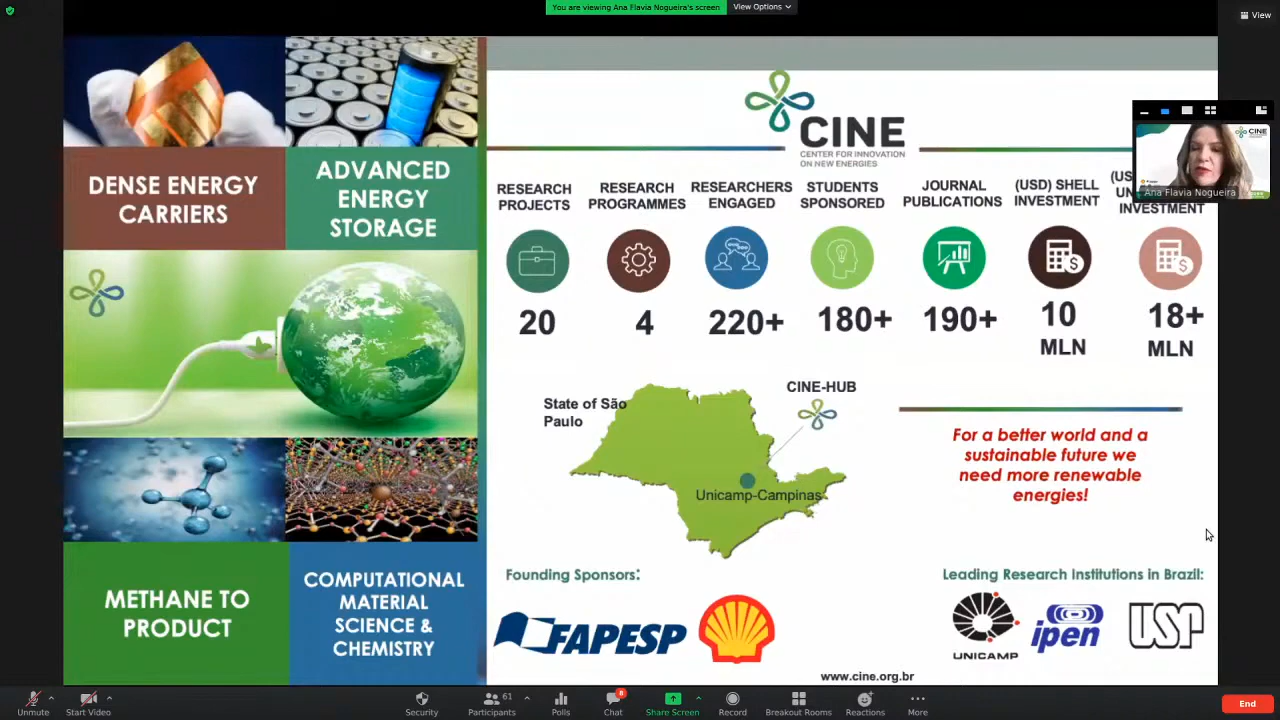 You are viewing Ana Flavia Nogueira's screen
View Options
View
DENSE ENERGY
CARRIERS
ADVANCED
ENERGY
STORAGE
METHANE TO
PRODUCT
COMPUTATIONAL
MATERIAL
SCIENCE &
CHEMISTRY
CINE
CENTER FOR INNOVATION
ON NEW ENERGIES
CINE
Ana Flavia Nogueira
RESEARCH
PROJECTS
RESEARCH
PROGRAMMES
RESEARCHERS
ENGAGED
STUDENTS
SPONSORED
JOURNAL
PUBLICATIONS
(USD) SHELL
INVESTMENT
INVESTMENT
20
4
220+
180+
190+
10
MLN
18+
MLN
State of São
Paulo
CINE-HUB
Unicamp-Campinas
For a better world and a
sustainable future we
need more renewable
energies!
Founding Sponsors:
FAPESP
Leading Research Institutions in Brazil:
UNICAMP
ipen
USP
www.cine.org.br
Unmute
Start Video
Security
Participants
61
Polls
Chat
8
Share Screen
Record
Breakout Rooms
Reactions
More
End